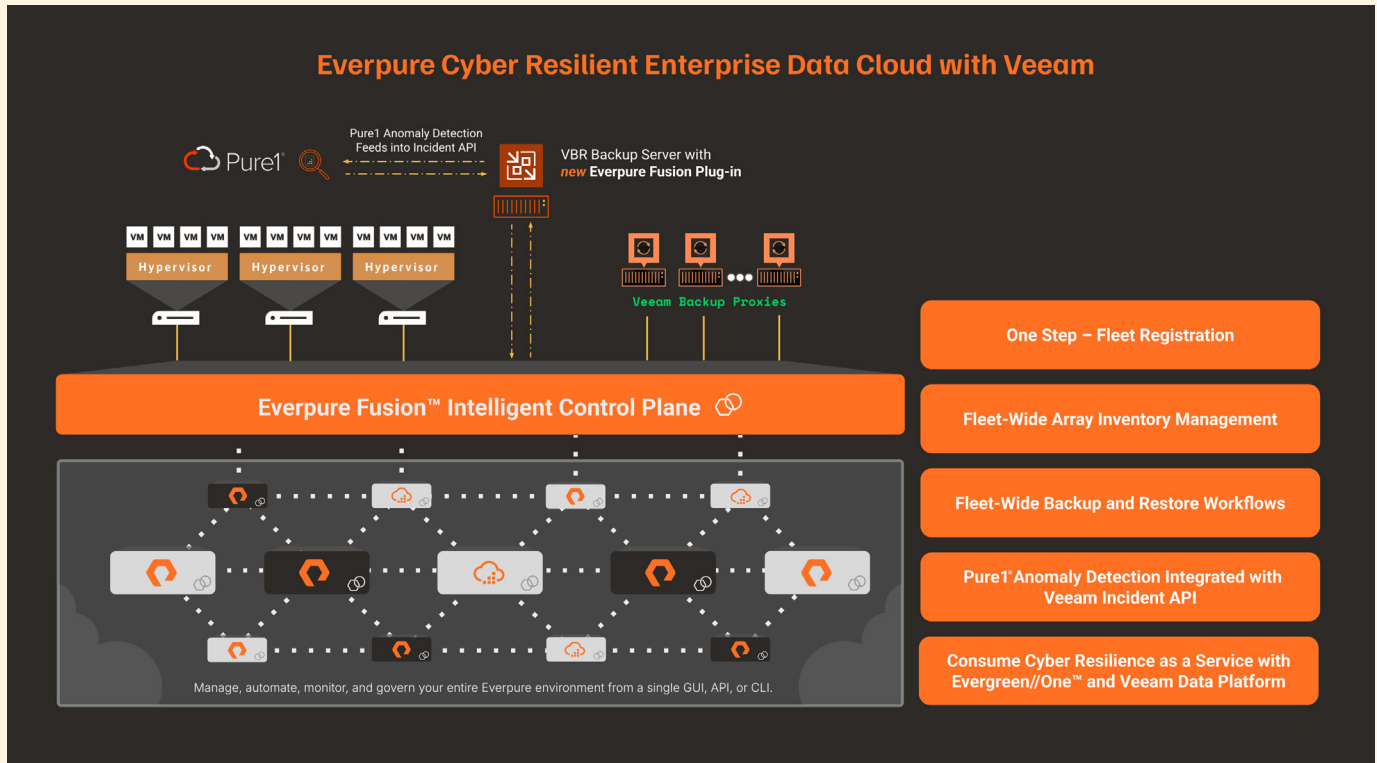 Everpure Cyber Resilient Enterprise Data Cloud with Veeam
Pure1®
Pure1 Anomaly Detection
Feeds into Incident API
VBR Backup Server with
new Everpure Fusion Plug-in
VM VM VM VM VM VM VM VM VM VM VM VM
Hypervisor Hypervisor Hypervisor
Veeam Backup Proxies
Everpure Fusion™ Intelligent Control Plane
Manage, automate, monitor, and govern your entire Everpure environment from a single GUI, API, or CLI.
One Step – Fleet Registration
Fleet-Wide Array Inventory Management
Fleet-Wide Backup and Restore Workflows
Pure1® Anomaly Detection Integrated with
Veeam Incident API
Consume Cyber Resilience as a Service with
Evergreen//One™ and Veeam Data Platform